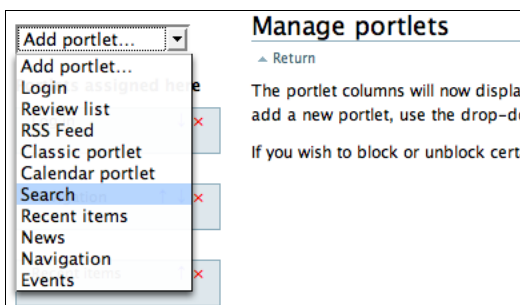 Add portlet...
Add portlet...
Login
Review list
RSS Feed
Classic portlet
Calendar portlet
Search
Recent items
News
Navigation
Events
assigned here
Manage portlets
Return
The portlet columns will now displa
add a new portlet, use the drop-d
If you wish to block or unblock cert